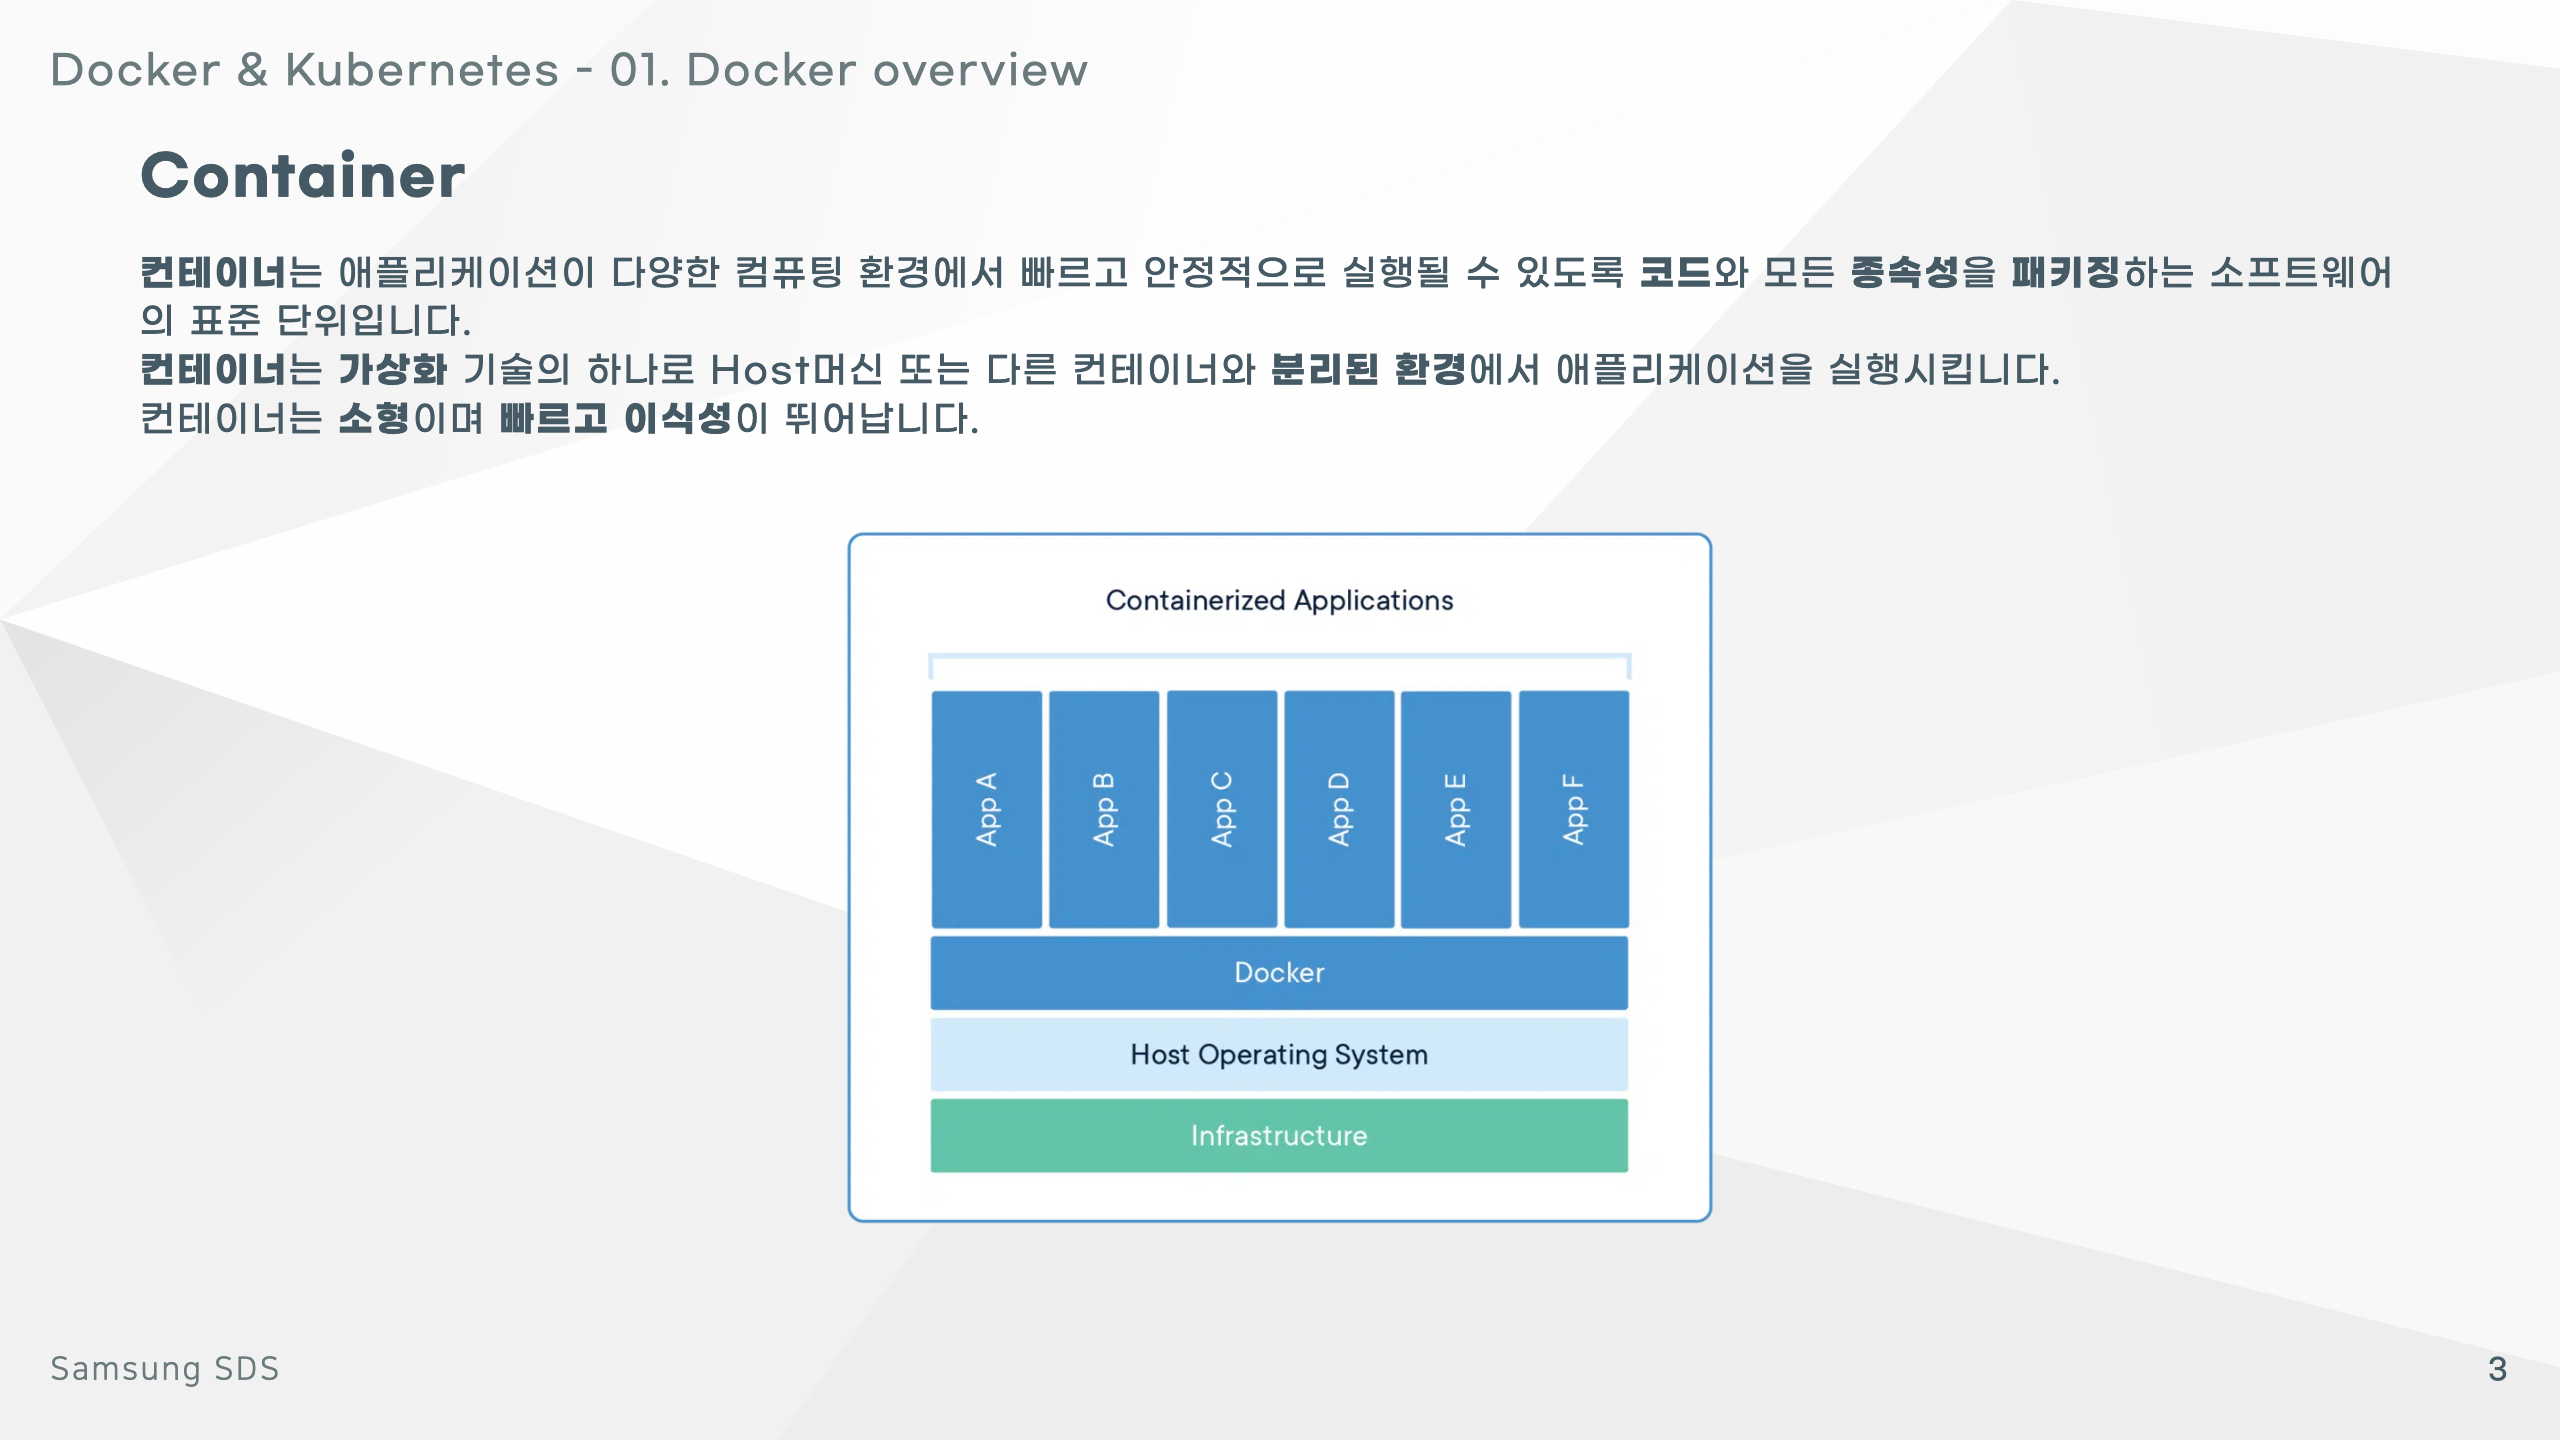 Docker & Kubernetes - 01. Docker overview
Container
컨테이너는 애플리케이션이 다양한 컴퓨팅 환경에서 빠르고 안정적으로 실행될 수 있도록 코드와 모든 종속성을 패키징하는 소프트웨어
의 표준 단위입니다.
컨테이너는 가상화 기술의 하나로 Host머신 또는 다른 컨테이너와 분리된 환경에서 애플리케이션을 실행시킵니다.
컨테이너는 소형이며 빠르고 이식성이 뛰어납니다.
Containerized Applications
App A
App B
App C
App D
App E
App F
Docker
Host Operating System
Infrastructure
Samsung SDS
3